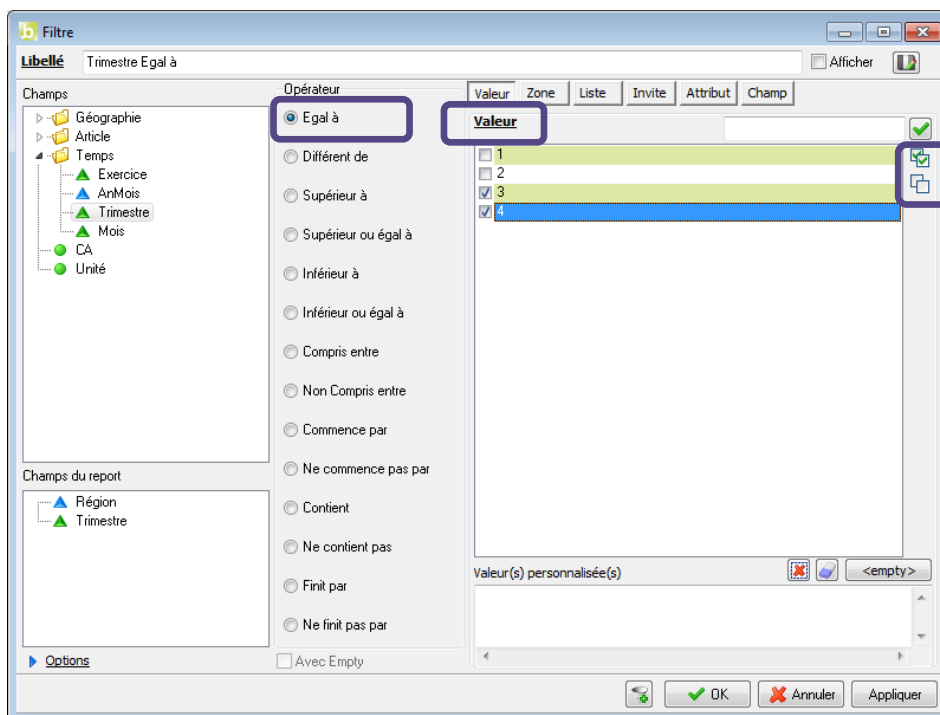 Filtre
Libellé Trimestre Egal à Afficher
Champs
Géographie
Article
Temps
Exercice
AnMois
Trimestre
Mois
CA
Unité
Champs du report
Région
Trimestre
Options
Opérateur
Egal à
Différent de
Supérieur à
Supérieur ou égal à
Inférieur à
Inférieur ou égal à
Compris entre
Non Compris entre
Commence par
Ne commence pas par
Contient
Ne contient pas
Finit par
Ne finit pas par
Avec Empty
Valeur Zone Liste Invite Attribut Champ
Valeur
1
2
3
4
Valeur(s) personnalisée(s) <empty>
OK Annuler Appliquer